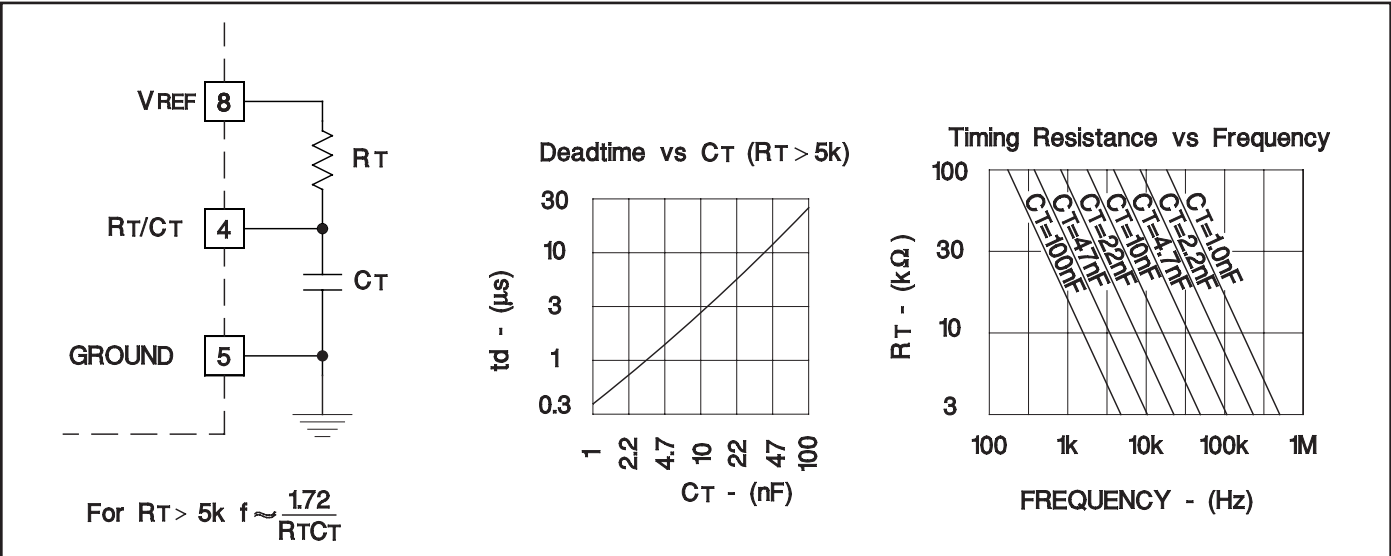 VREF 8
RT
RT/CT 4
CT
GROUND 5
For RT > 5k f ≈ 1.72
RTCT
Deadtime vs CT (RT > 5k)
td - (µs)
30
10
3
1
0.3
1 2.2 4.7 10 22 47 100
CT - (nF)
Timing Resistance vs Frequency
RT - (kΩ)
100
30
10
3
CT=100nF
CT=47nF
CT=22nF
CT=10nF
CT=4.7nF
CT=2.2nF
CT=1.0nF
100 1k 10k 100k 1M
FREQUENCY - (Hz)